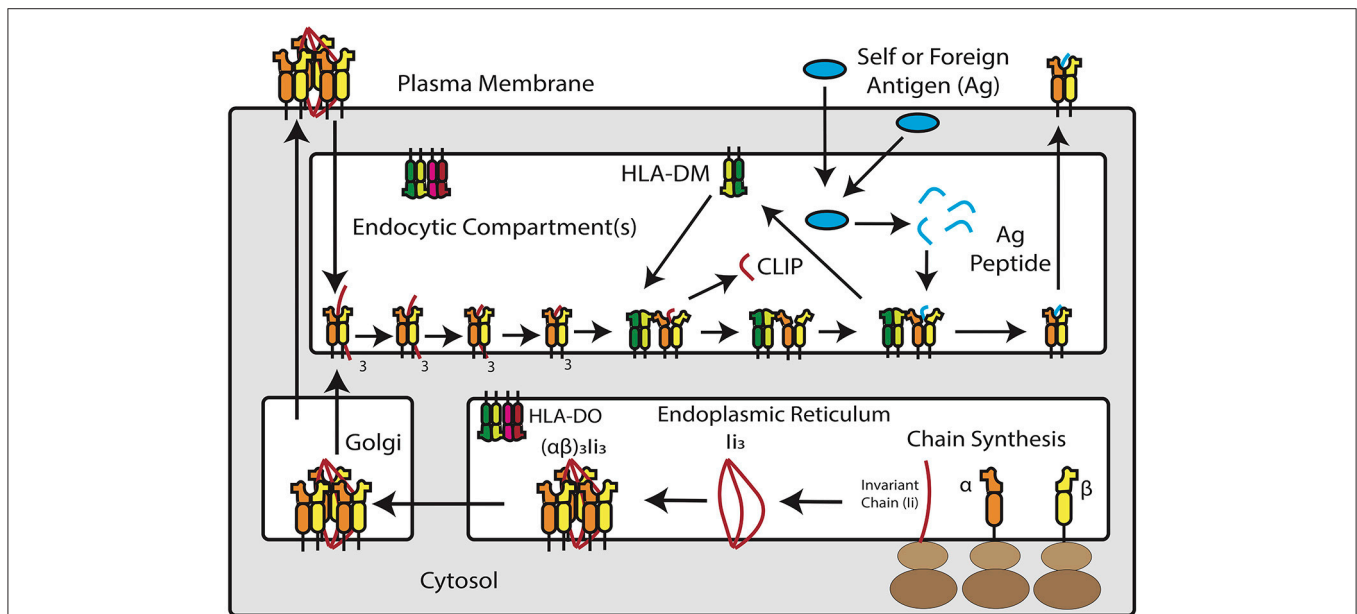 Plasma Membrane
Self or Foreign
Antigen (Ag)
HLA-DM
Endocytic Compartment(s)
CLIP
Ag
Peptide
3
3
3
3
Golgi
HLA-DO
(αβ)₃Ii₃
Endoplasmic Reticulum
Ii₃
Chain Synthesis
Invariant
Chain (Ii)
α
β
Cytosol